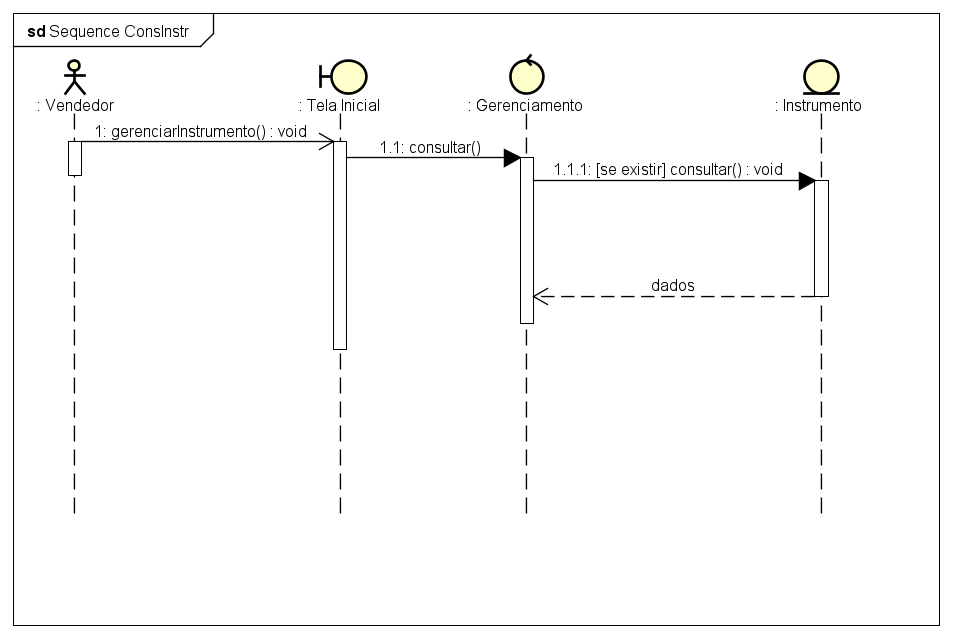 sd Sequence ConsInstr
: Vendedor
: Tela Inicial
: Gerenciamento
: Instrumento
1: gerenciarInstrumento() : void
1.1: consultar()
1.1.1: [se existir] consultar() : void
dados